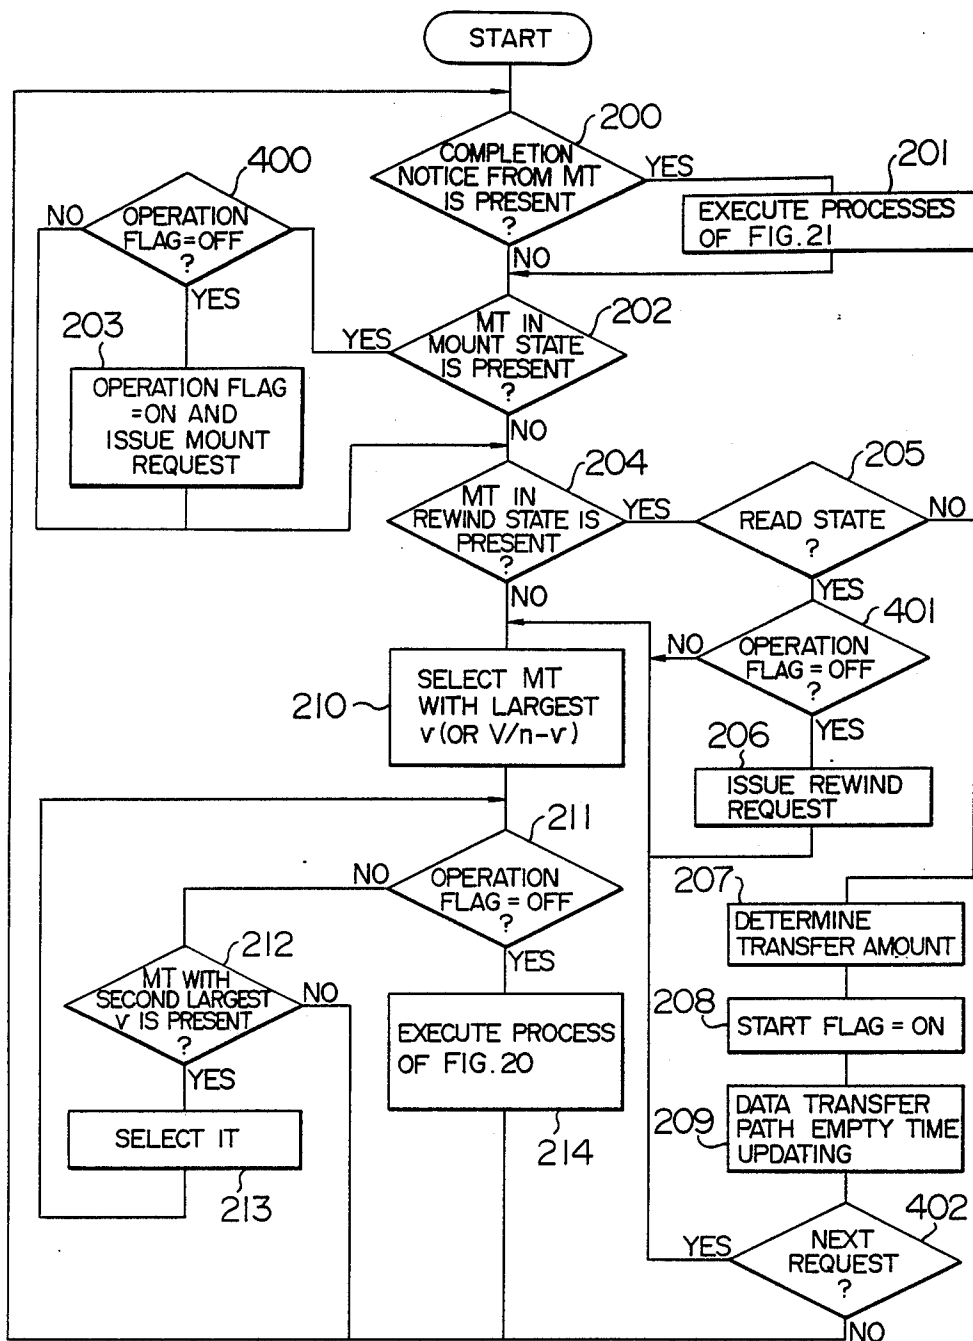 START
200
COMPLETION
NOTICE FROM MT
IS PRESENT
?
YES
NO
201
EXECUTE PROCESSES
OF FIG.21
400
OPERATION
FLAG=OFF
?
NO
YES
202
MT IN
MOUNT STATE
IS PRESENT
?
YES
NO
203
OPERATION FLAG
=ON AND
ISSUE MOUNT
REQUEST
204
MT IN
REWIND STATE IS
PRESENT
?
YES
NO
205
READ STATE
?
NO
YES
401
OPERATION
FLAG=OFF
?
NO
YES
206
ISSUE REWIND
REQUEST
210
SELECT MT
WITH LARGEST
v(OR V/n-v)
211
OPERATION
FLAG=OFF
?
NO
YES
207
DETERMINE
TRANSFER AMOUNT
212
MT WITH
SECOND LARGEST
v IS PRESENT
?
NO
YES
208
START FLAG=ON
EXECUTE PROCESS
OF FIG.20
214
209
DATA TRANSFER
PATH EMPTY TIME
UPDATING
SELECT IT
213
402
NEXT
REQUEST
?
YES
NO